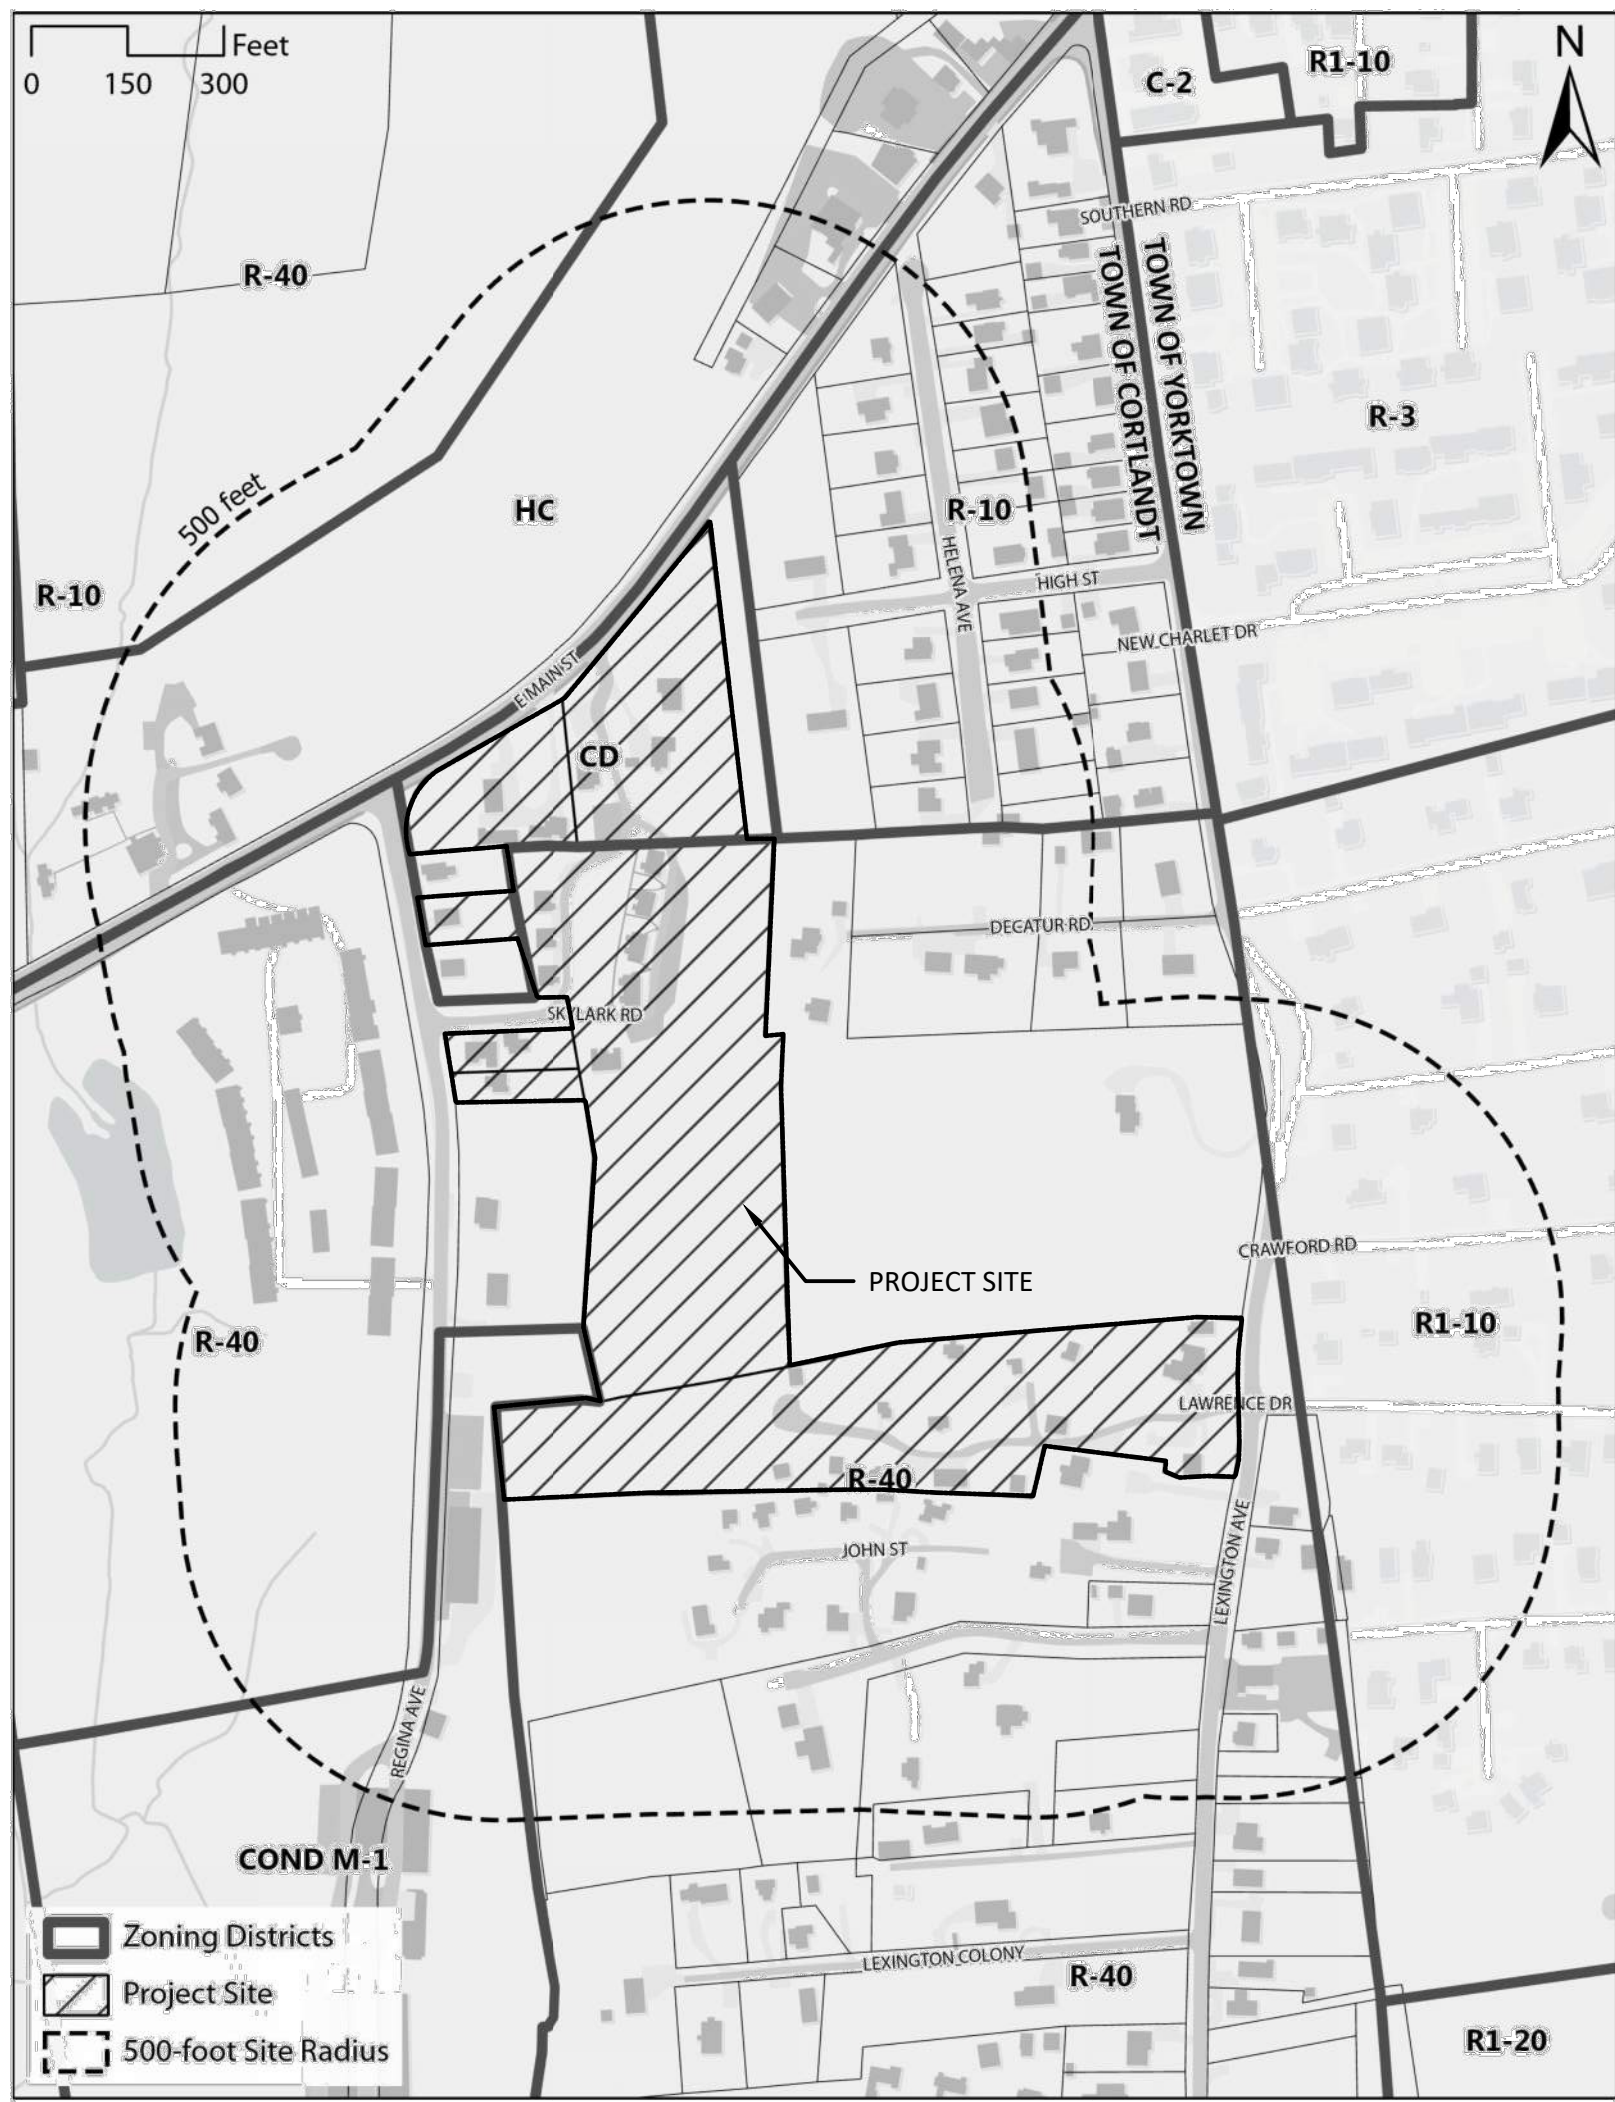 Feet
0 150 300
N
R1-10
C-2
SOUTHERN RD
TOWN OF YORKTOWN
TOWN OF CORTLANDT
R-40
R-3
500 feet
HC
R-10
HELENA AVE
HIGH ST
R-10
NEW CHARLET DR
E MAIN ST
CD
DECATUR RD
SKYLARK RD
CRAWFORD RD
PROJECT SITE
R1-10
R-40
LAWRENCE DR
R-40
JOHN ST
LEXINGTON AVE
REGINA AVE
COND M-1
LEXINGTON COLONY
R-40
R1-20
Zoning Districts
Project Site
500-foot Site Radius